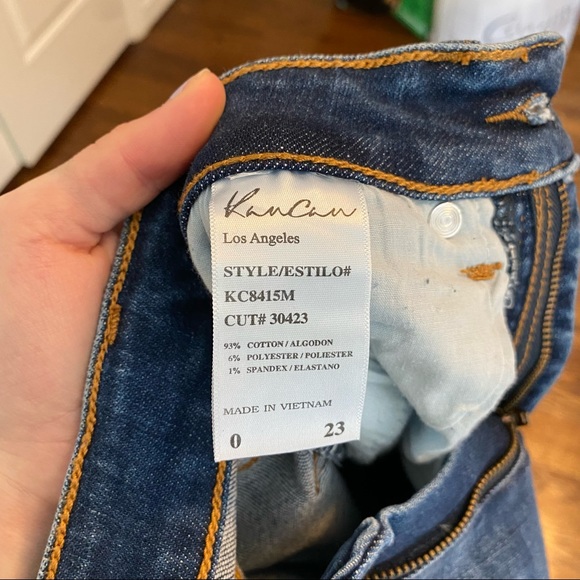 KanCan
Los Angeles
STYLE/ESTILO#
KC8415M
CUT# 30423
93% COTTON / ALGODON
6% POLYESTER / POLIESTER
1% SPANDEX / ELASTANO
MADE IN VIETNAM
0 23